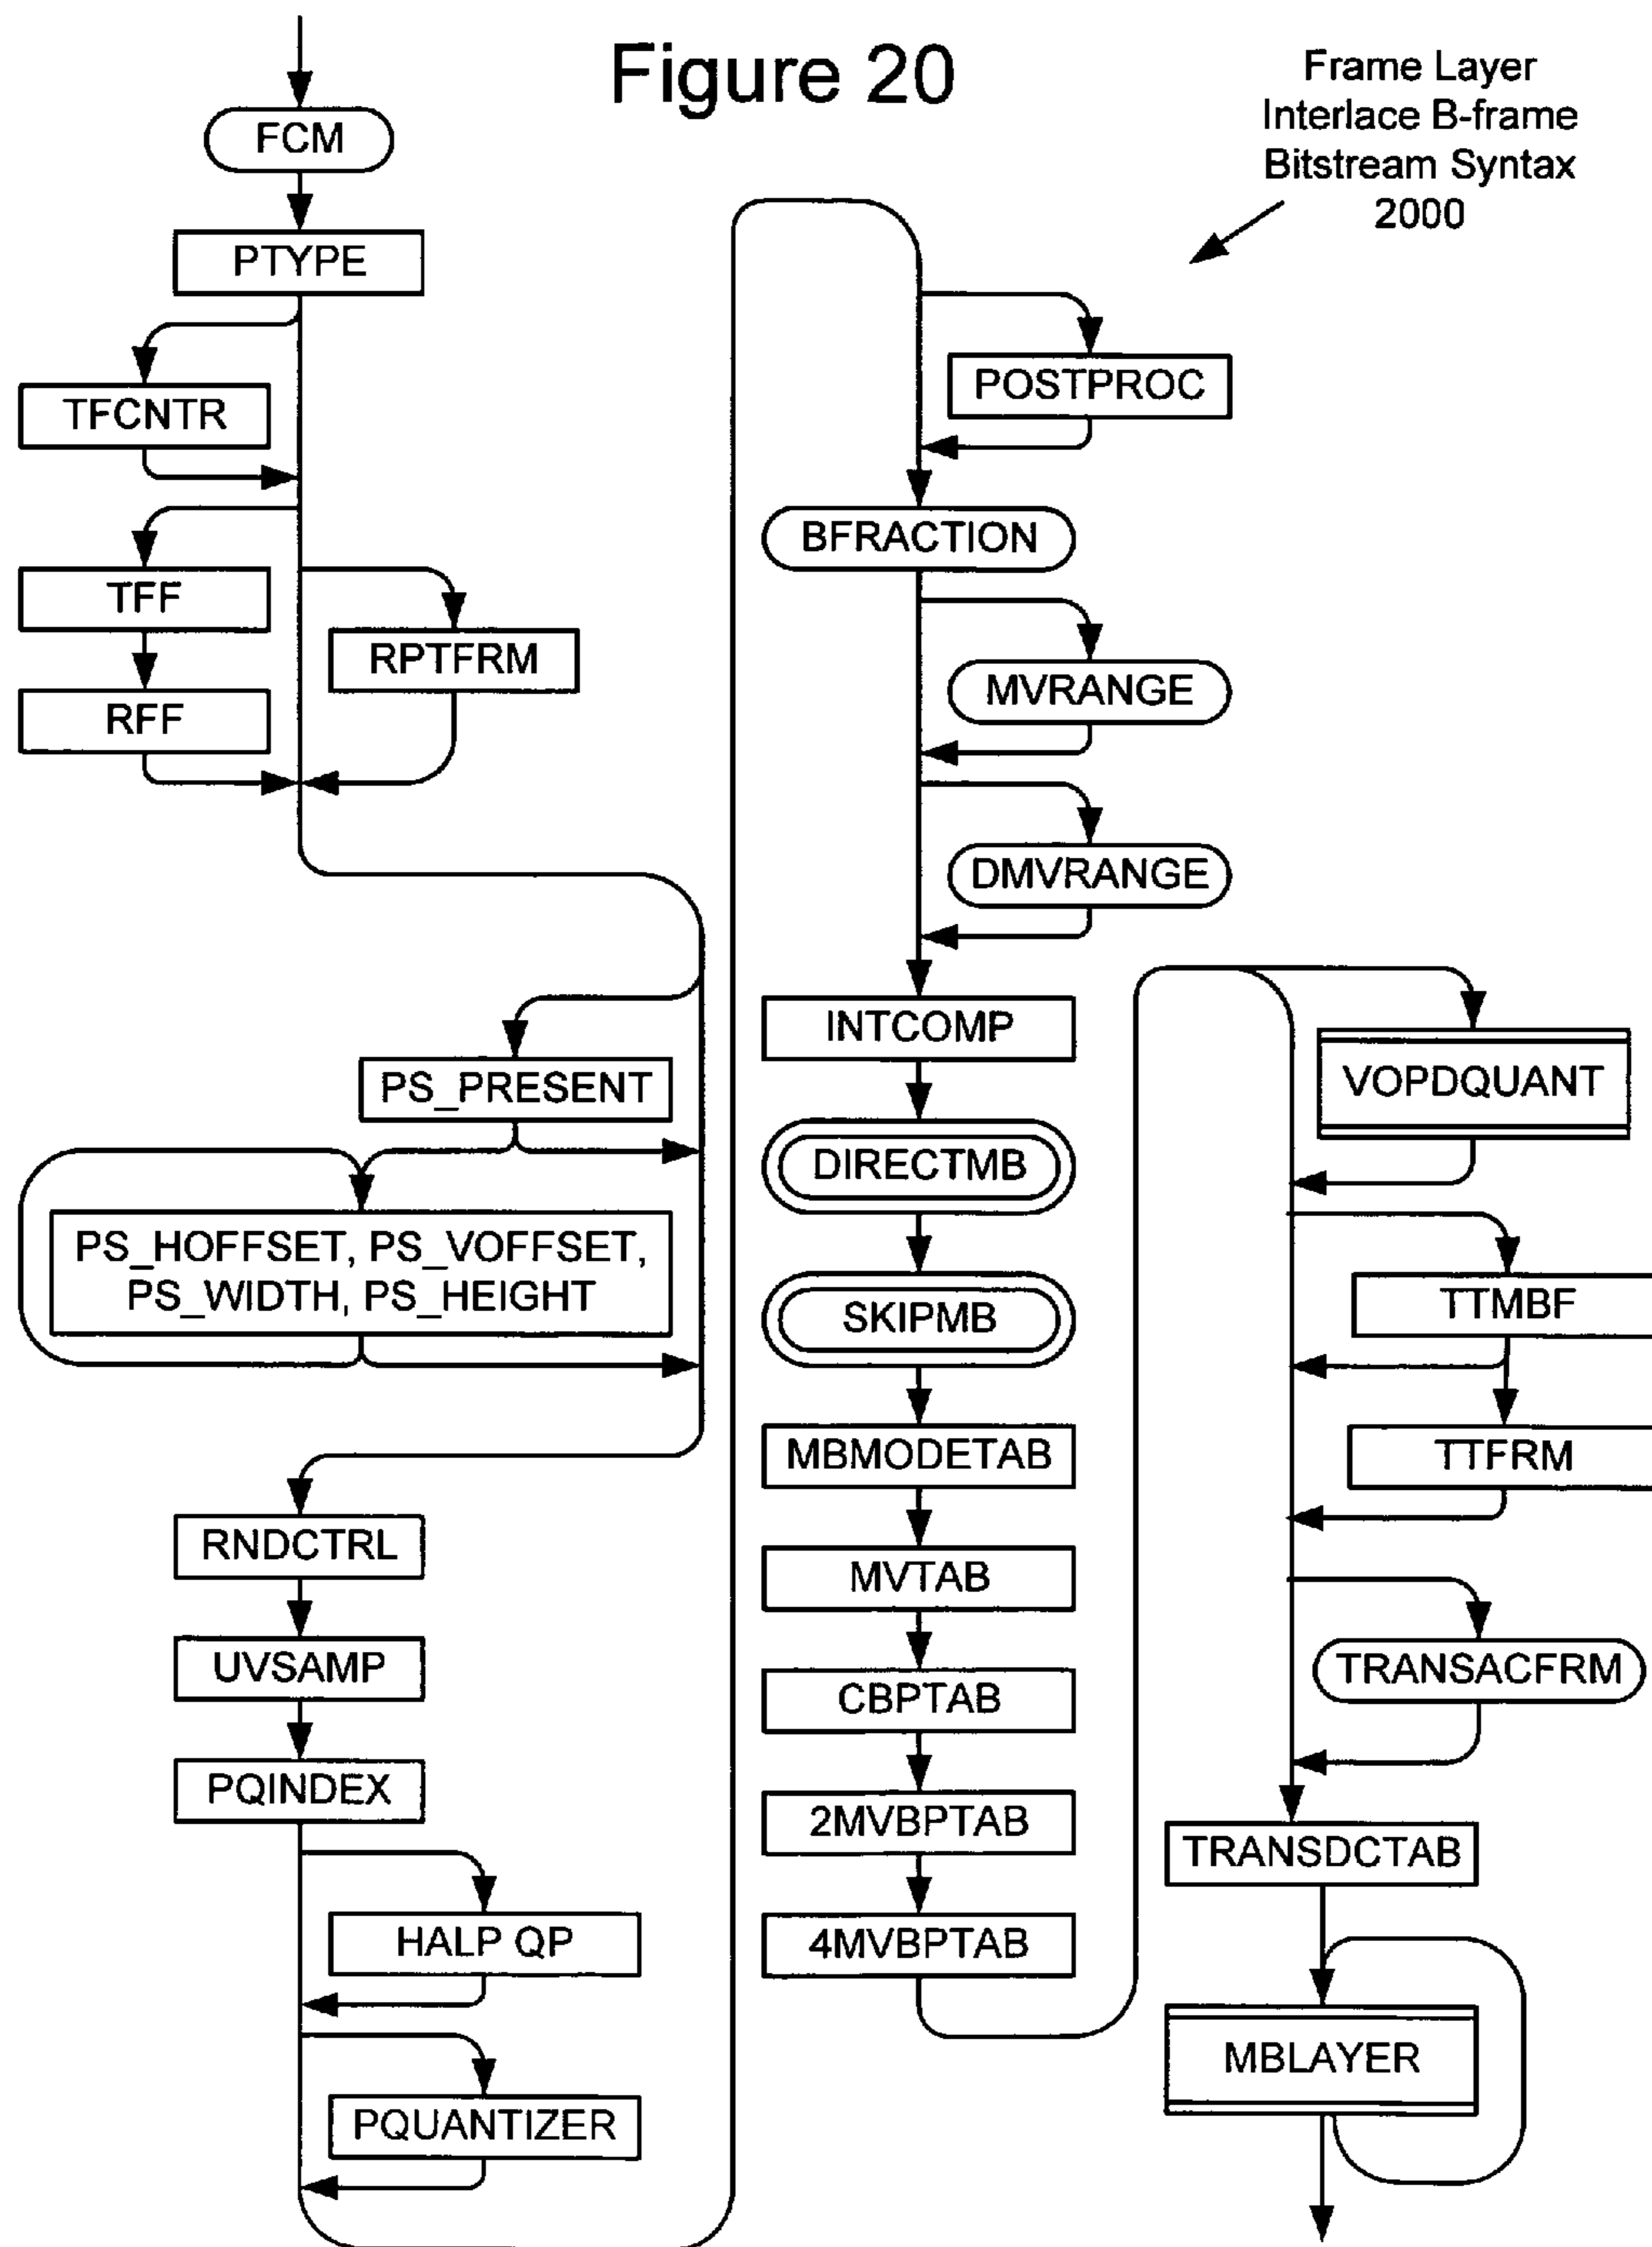 Figure 20
Frame Layer
Interlace B-frame
Bitstream Syntax
2000
FCM
PTYPE
TFCNTR
TFF
RPTFRM
RFF
PS_PRESENT
PS_HOFFSET, PS_VOFFSET,
PS_WIDTH, PS_HEIGHT
RNDCTRL
UVSAMP
PQINDEX
HALP QP
PQUANTIZER
POSTPROC
BFRACTION
MVRANGE
DMVRANGE
INTCOMP
DIRECTMB
SKIPMB
MBMODETAB
MVTAB
CBPTAB
2MVBPTAB
4MVBPTAB
VOPDQUANT
TTMBF
TTFRM
TRANSACFRM
TRANSDCTAB
MBLAYER